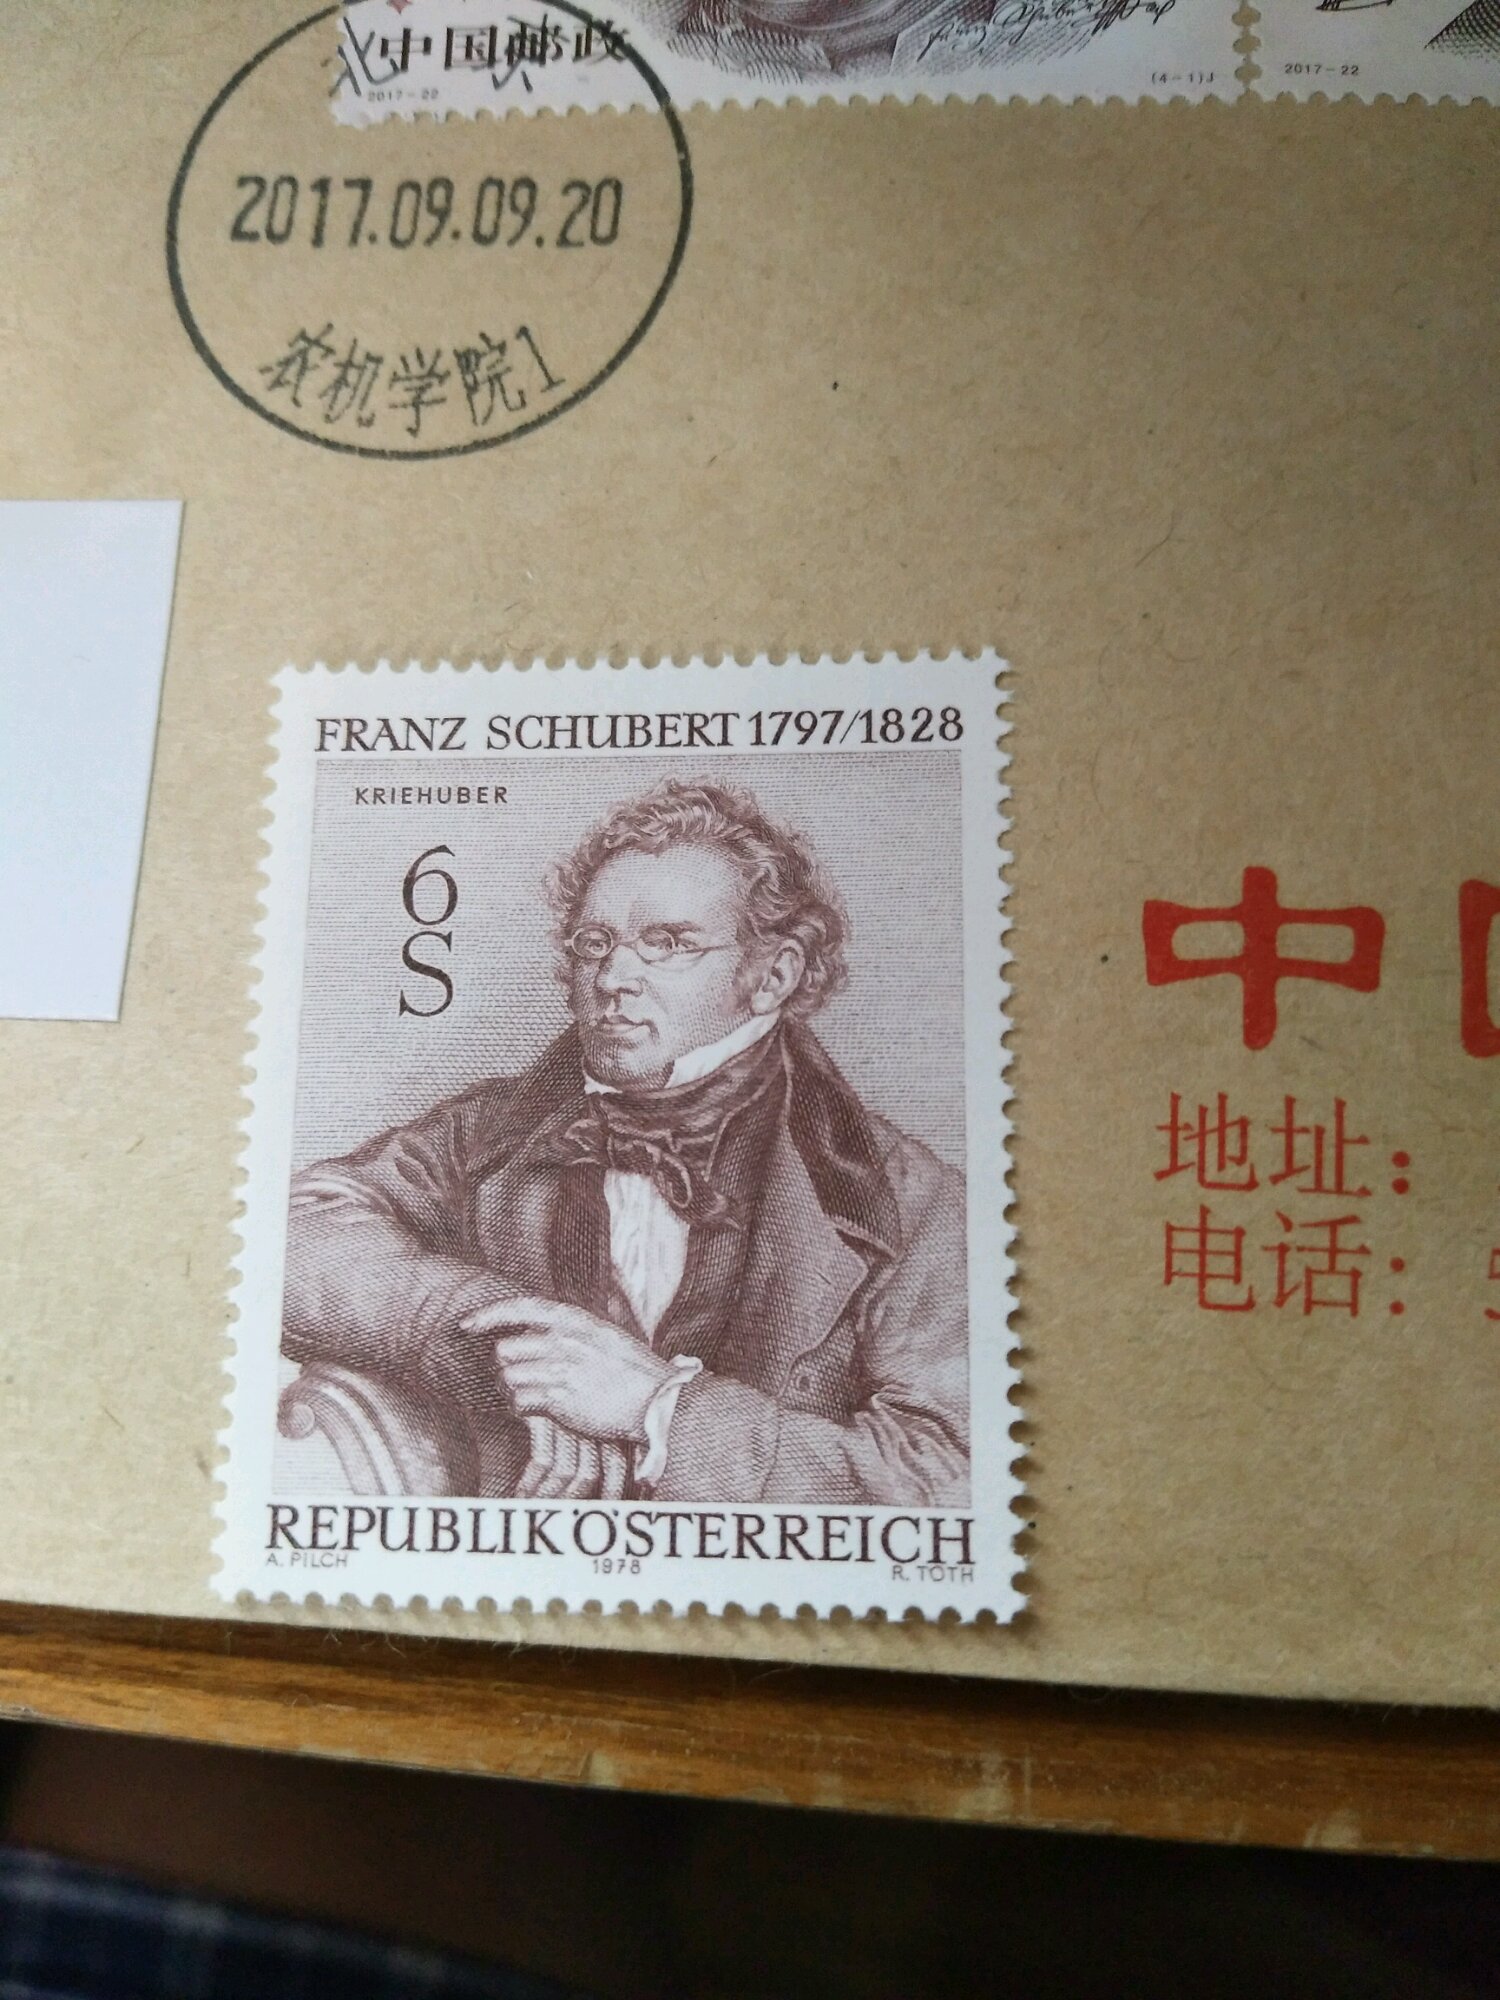 中国邮政
2017-22
(4-1)J
2017-22
2017.09.09.20
农机学院1
FRANZ SCHUBERT 1797/1828
KRIEHUBER
6
S
REPUBLIK ÖSTERREICH
A. PILCH 1978 R. TOTH
中
地址：
电话：